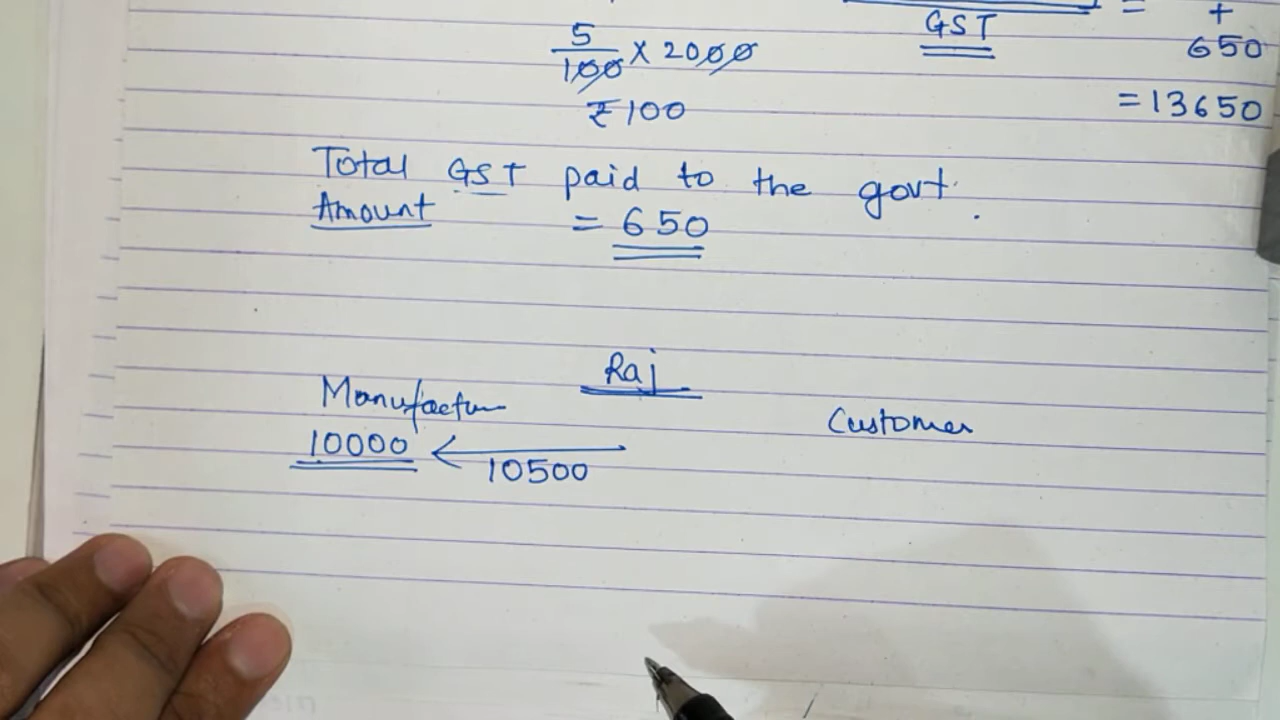 GST
= +
650
5
100 X 2000
₹100
= 13650
Total GST paid to the govt.
Amount = 650
Raj
Manufactur
Customer
10000
10500